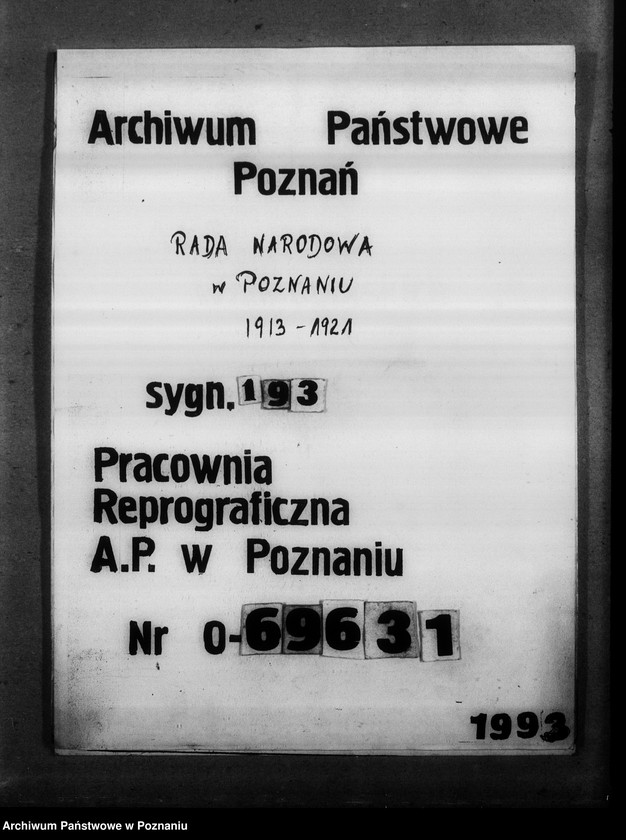 Archiwum Państwowe
Poznań
RADA NARODOWA
w POZNANIU
1913-1921
sygn. 193
Pracownia
Reprograficzna
A.P. w Poznaniu
Nr O-69631
1993
Archiwum Państwowe w Poznaniu